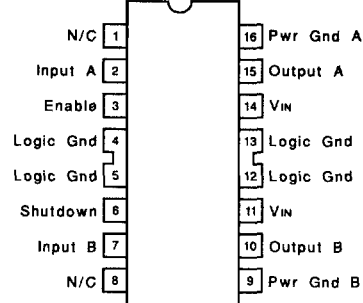 N/C 1 16 Pwr Gnd A
Input A 2 15 Output A
Enable 3 14 VIN
Logic Gnd 4 13 Logic Gnd
Logic Gnd 5 12 Logic Gnd
Shutdown 6 11 VIN
Input B 7 10 Output B
N/C 8 9 Pwr Gnd B